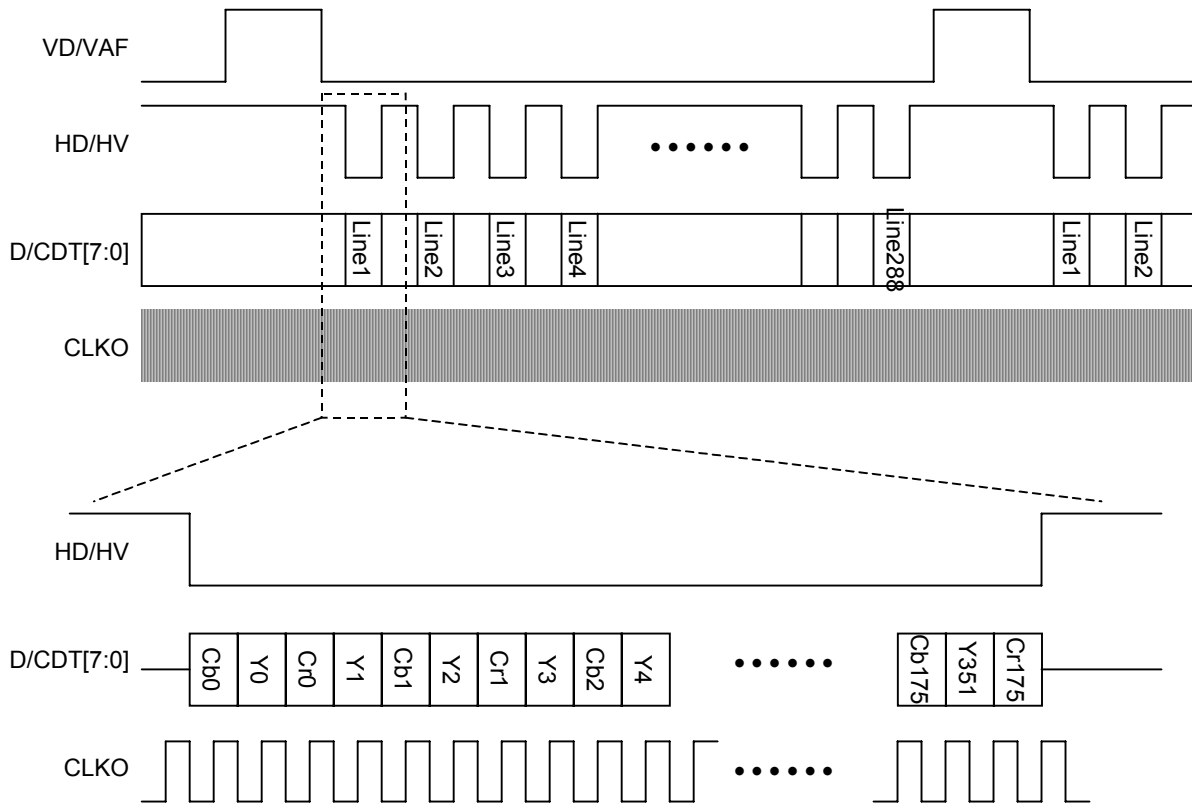 VD/VAF
HD/HV
D/CDT[7:0]
Line1
Line2
Line3
Line4
Line288
Line1
Line2
CLKO
HD/HV
D/CDT[7:0]
Cb0
Y0
Cr0
Y1
Cb1
Y2
Cr1
Y3
Cb2
Y4
Cb175
Y351
Cr175
CLKO